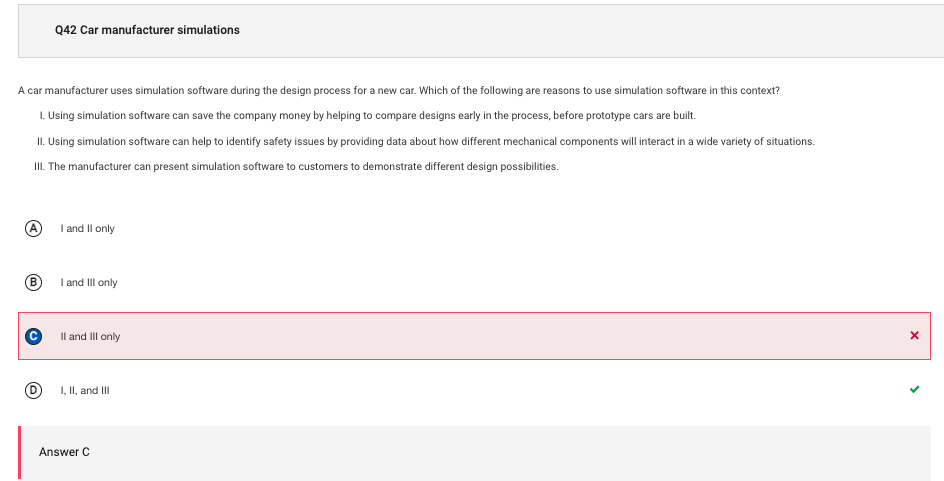 Q42 Car manufacturer simulations
A car manufacturer uses simulation software during the design process for a new car. Which of the following are reasons to use simulation software in this context?
I. Using simulation software can save the company money by helping to compare designs early in the process, before prototype cars are built.
II. Using simulation software can help to identify safety issues by providing data about how different mechanical components will interact in a wide variety of situations.
III. The manufacturer can present simulation software to customers to demonstrate different design possibilities.
A I and II only
B I and III only
C II and III only
D I, II, and III
Answer C